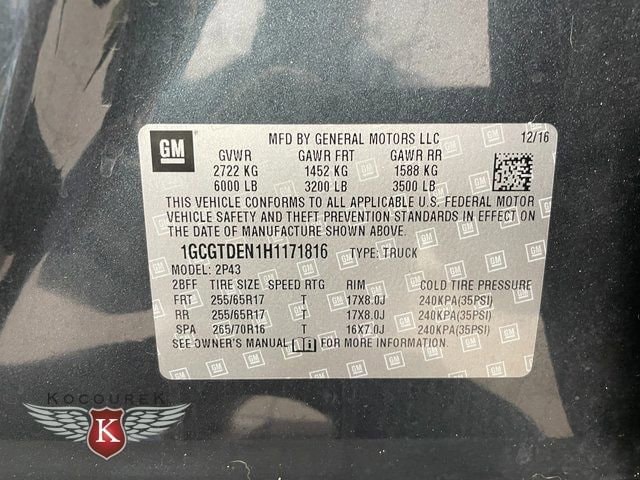 GM
MFD BY GENERAL MOTORS LLC 12/16
GVWR GAWR FRT GAWR RR
2722 KG 1452 KG 1588 KG
6000 LB 3200 LB 3500 LB
THIS VEHICLE CONFORMS TO ALL APPLICABLE U.S. FEDERAL MOTOR
VEHICLE SAFETY AND THEFT PREVENTION STANDARDS IN EFFECT ON
THE DATE OF MANUFACTURE SHOWN ABOVE.
1GCGTDEN1H1171816 TYPE: TRUCK
MODEL: 2P43
2BFF TIRE SIZE SPEED RTG RIM COLD TIRE PRESSURE
FRT 255/65R17 T 17X8.0J 240KPA(35PSI)
RR 255/65R17 T 17X8.0J 240KPA(35PSI)
SPA 265/70R16 T 16X7.0J 240KPA(35PSI)
SEE OWNER'S MANUAL FOR MORE INFORMATION.
KOCOUREK
K